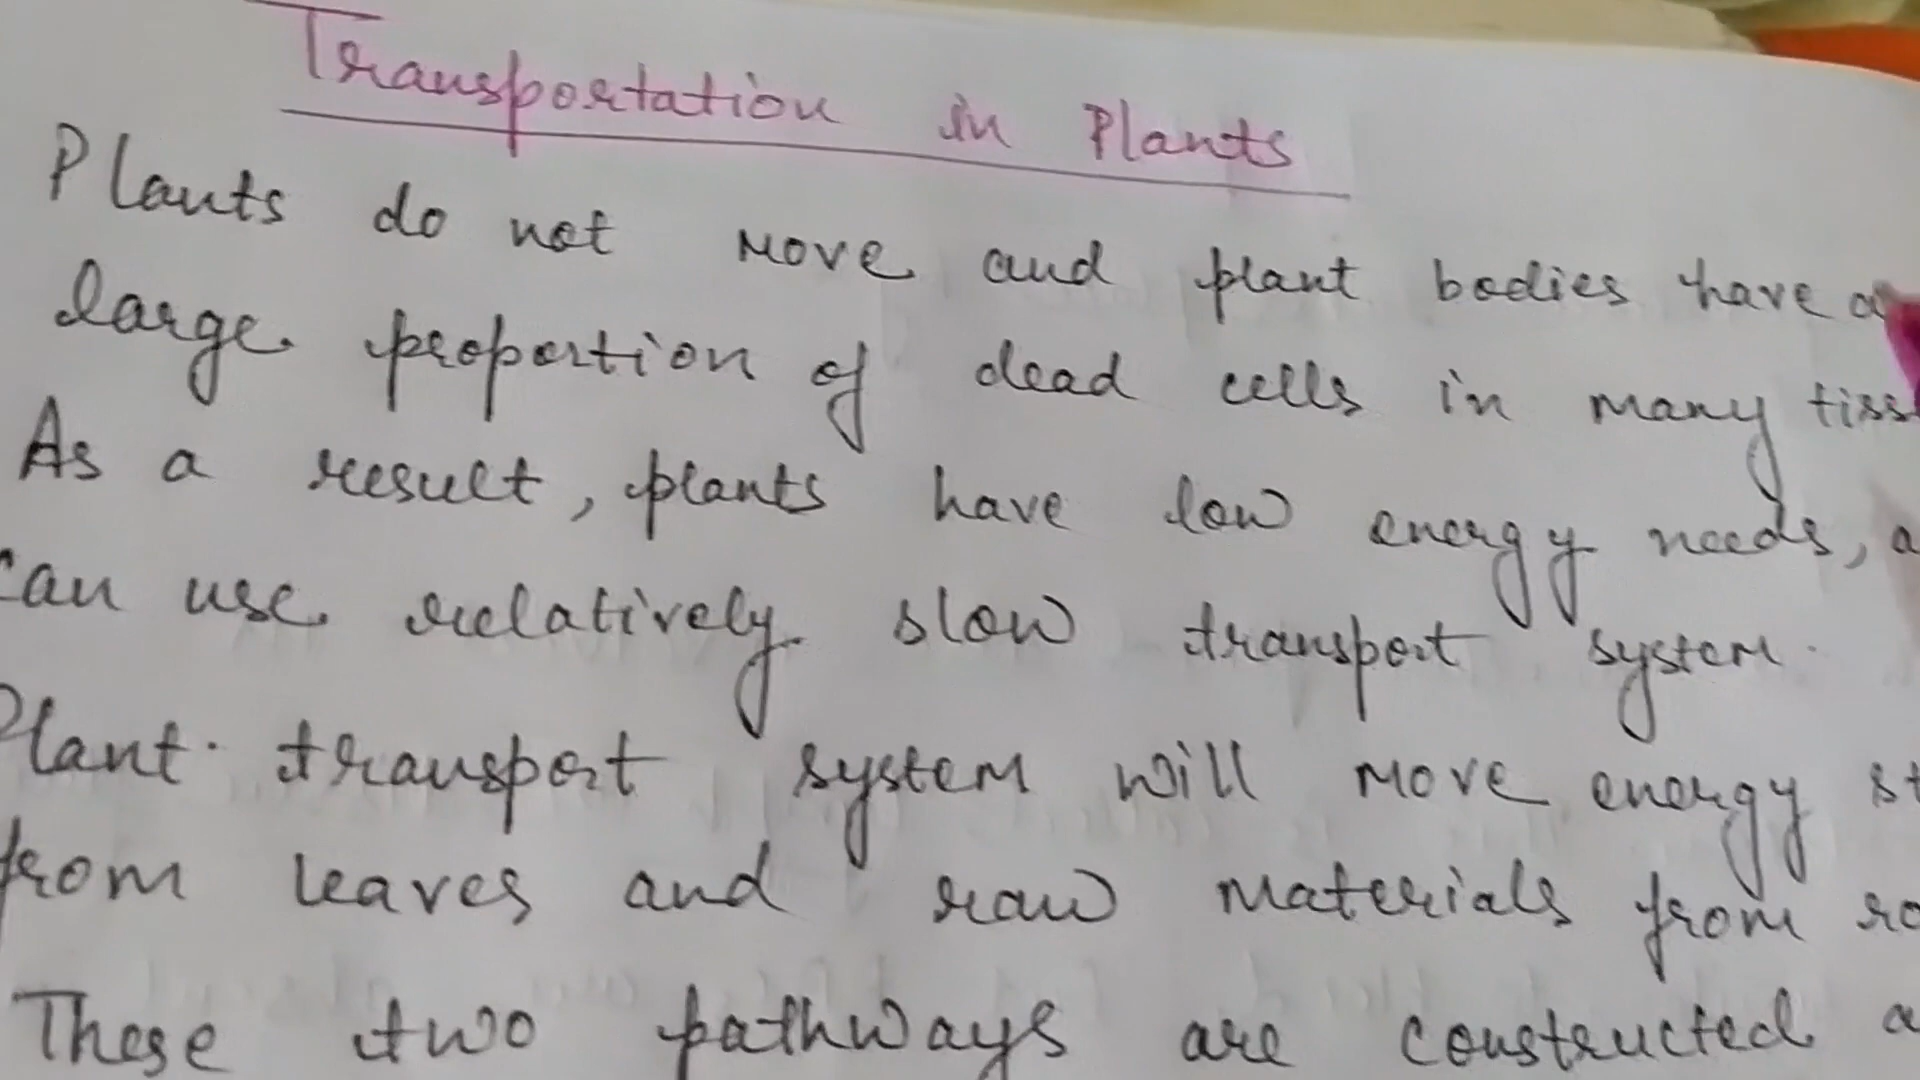 Transportation in Plants
Plants do not move and plant bodies have a
large proportion of dead cells in many
As a result, plants have low energy needs,
can use relatively slow transport system.
Plant transport system will move energy
from leaves and raw materials from
These two pathways are constructed